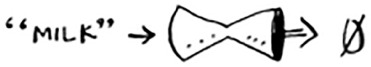 “MILK” → ⇒ ∅